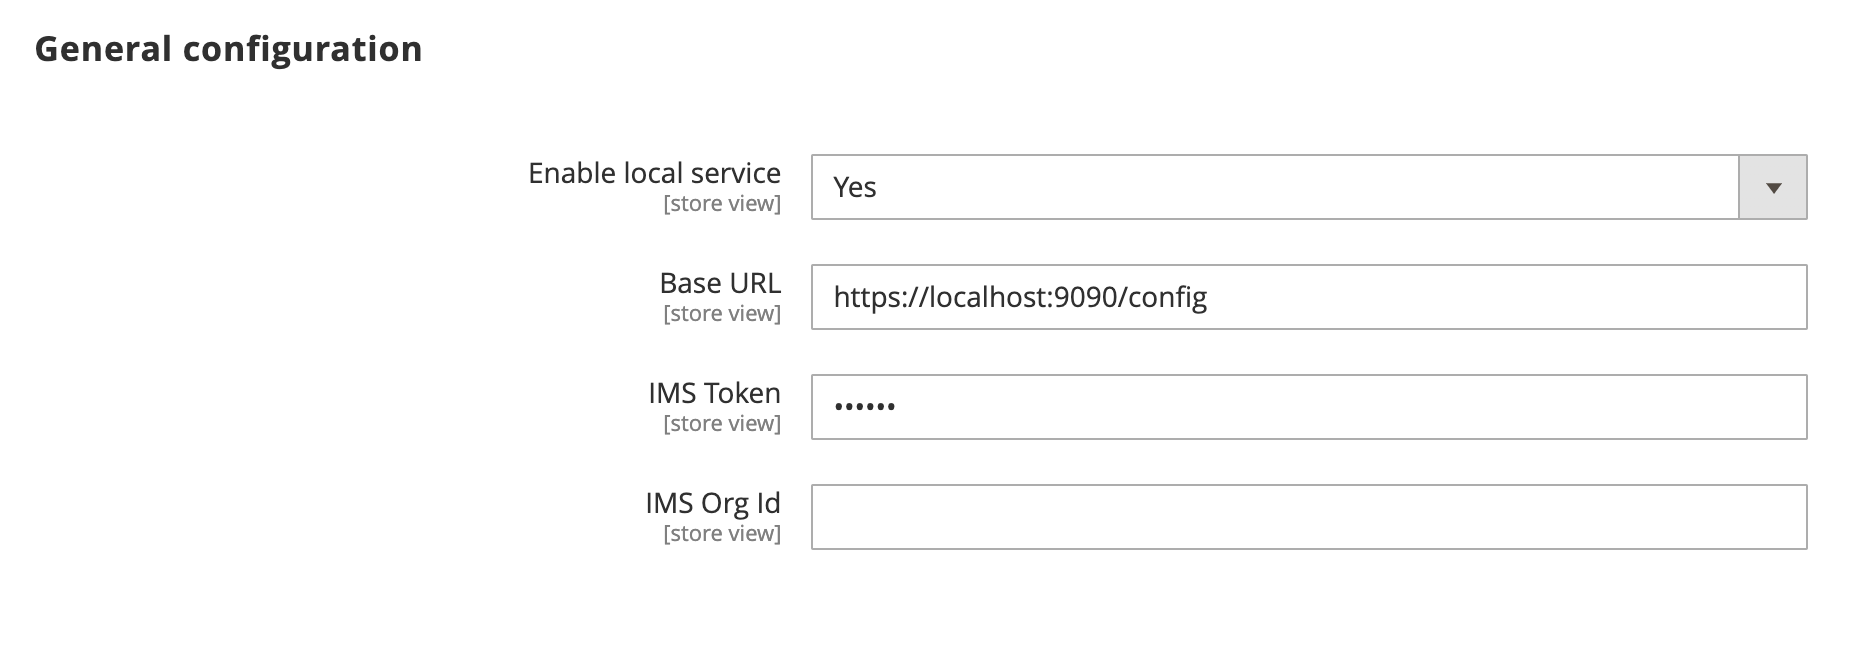 General configuration
Enable local service
[store view]
Yes
Base URL
[store view]
https://localhost:9090/config
IMS Token
[store view]
••••••
IMS Org Id
[store view]